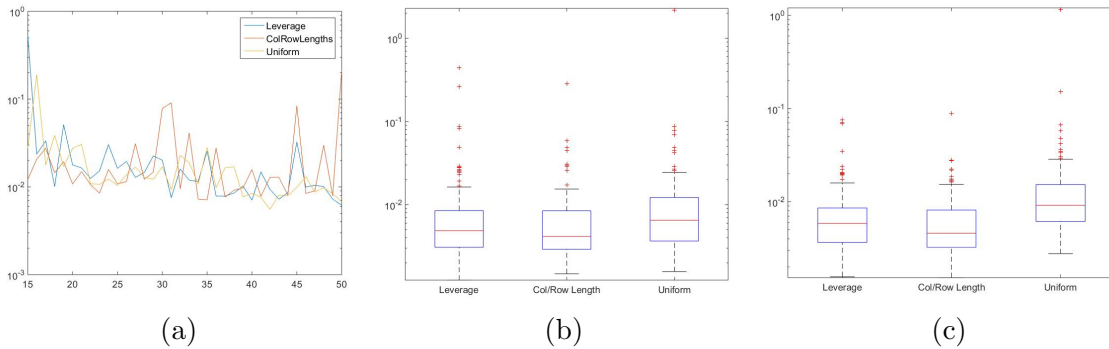 10^0
10^-1
10^-2
10^-3
15 20 25 30 35 40 45 50
Leverage
ColRowLengths
Uniform
(a)
10^0
10^-1
10^-2
Leverage Col/Row Length Uniform
(b)
10^0
10^-1
10^-2
Leverage Col/Row Length Uniform
(c)